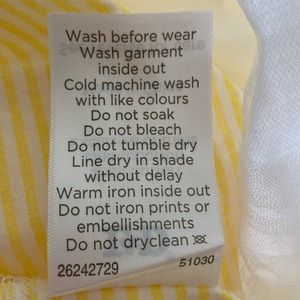 Wash before wear
Wash garment
inside out
Cold machine wash
with like colours
Do not soak
Do not bleach
Do not tumble dry
Line dry in shade
without delay
Warm iron inside out
Do not iron prints or
embellishments
Do not dryclean
26242729 51030